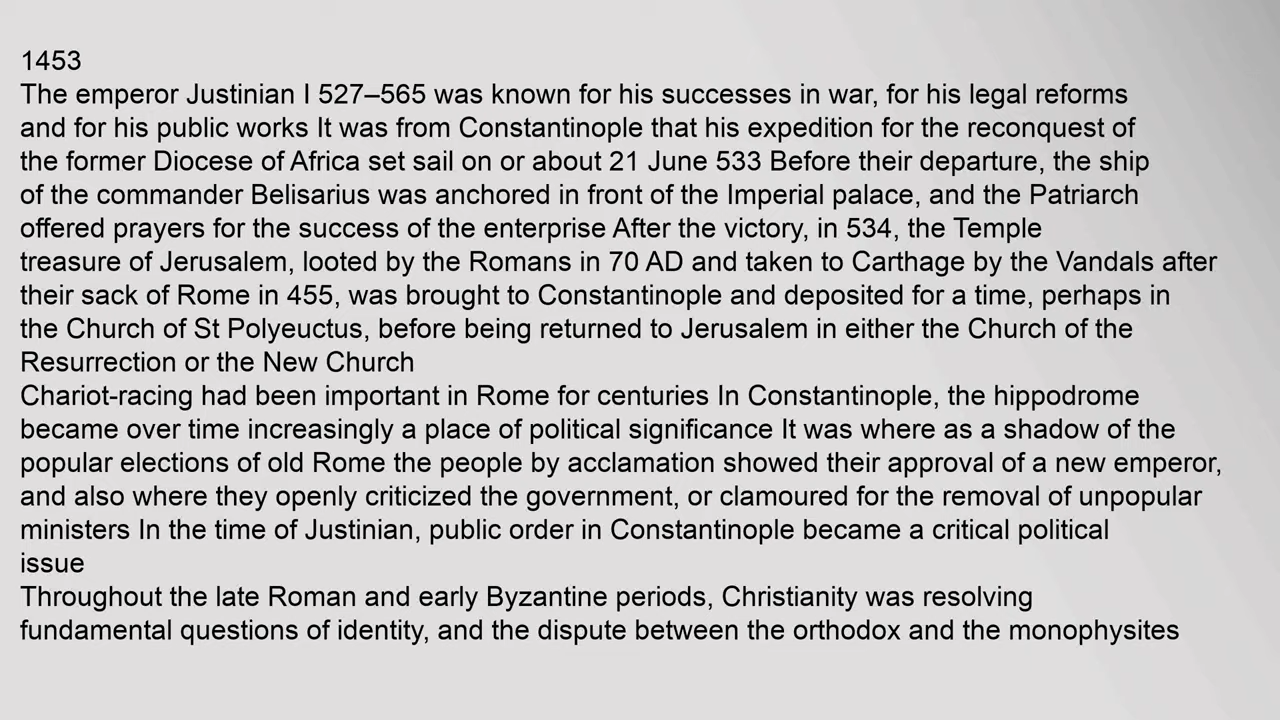 1453
The emperor Justinian I 527–565 was known for his successes in war, for his legal reforms
and for his public works It was from Constantinople that his expedition for the reconquest of
the former Diocese of Africa set sail on or about 21 June 533 Before their departure, the ship
of the commander Belisarius was anchored in front of the Imperial palace, and the Patriarch
offered prayers for the success of the enterprise After the victory, in 534, the Temple
treasure of Jerusalem, looted by the Romans in 70 AD and taken to Carthage by the Vandals after
their sack of Rome in 455, was brought to Constantinople and deposited for a time, perhaps in
the Church of St Polyeuctus, before being returned to Jerusalem in either the Church of the
Resurrection or the New Church
Chariot-racing had been important in Rome for centuries In Constantinople, the hippodrome
became over time increasingly a place of political significance It was where as a shadow of the
popular elections of old Rome the people by acclamation showed their approval of a new emperor,
and also where they openly criticized the government, or clamoured for the removal of unpopular
ministers In the time of Justinian, public order in Constantinople became a critical political
issue
Throughout the late Roman and early Byzantine periods, Christianity was resolving
fundamental questions of identity, and the dispute between the orthodox and the monophysites